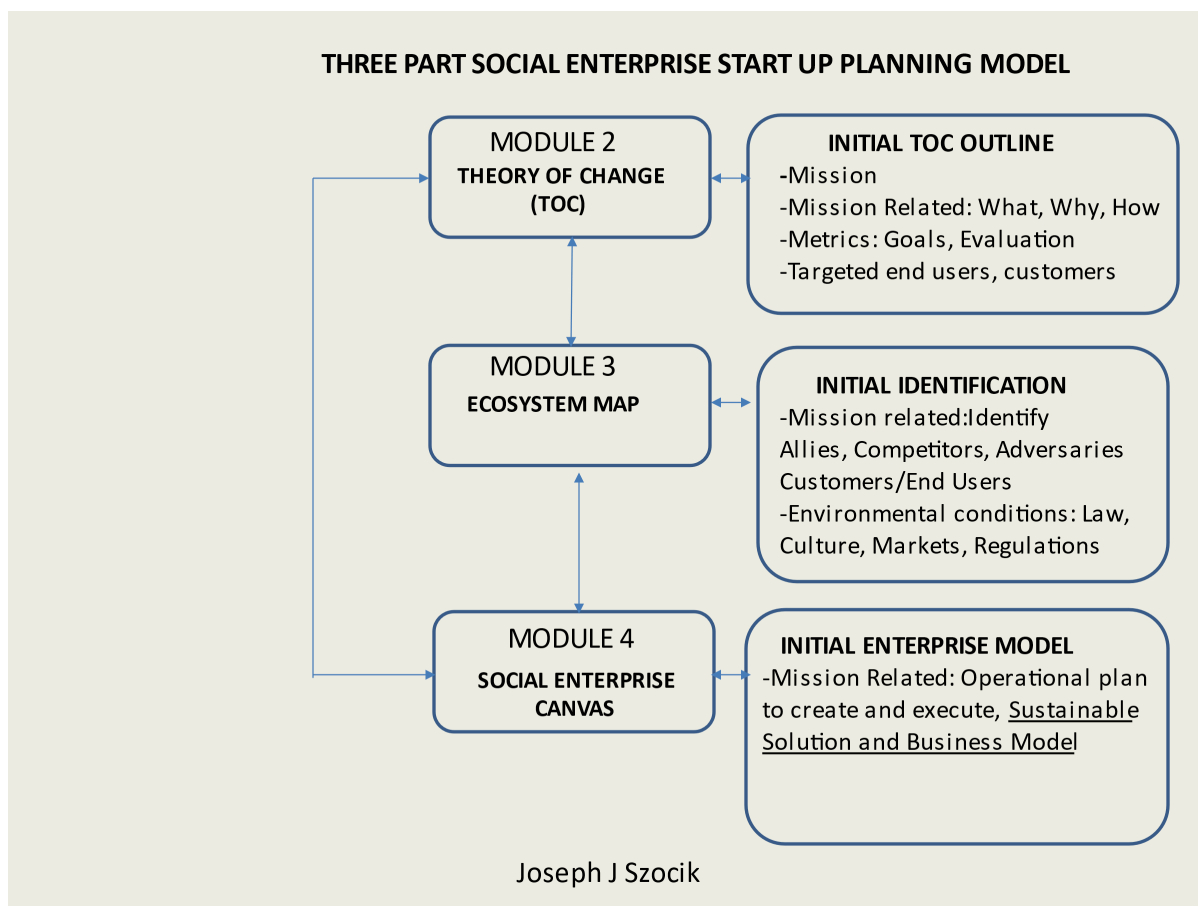 THREE PART SOCIAL ENTERPRISE START UP PLANNING MODEL
MODULE 2
THEORY OF CHANGE
(TOC)
INITIAL TOC OUTLINE
-Mission
-Mission Related: What, Why, How
-Metrics: Goals, Evaluation
-Targeted end users, customers
MODULE 3
ECOSYSTEM MAP
INITIAL IDENTIFICATION
-Mission related:Identify
Allies, Competitors, Adversaries
Customers/End Users
-Environmental conditions: Law,
Culture, Markets, Regulations
MODULE 4
SOCIAL ENTERPRISE
CANVAS
INITIAL ENTERPRISE MODEL
-Mission Related: Operational plan
to create and execute, Sustainable
Solution and Business Model
Joseph J Szocik